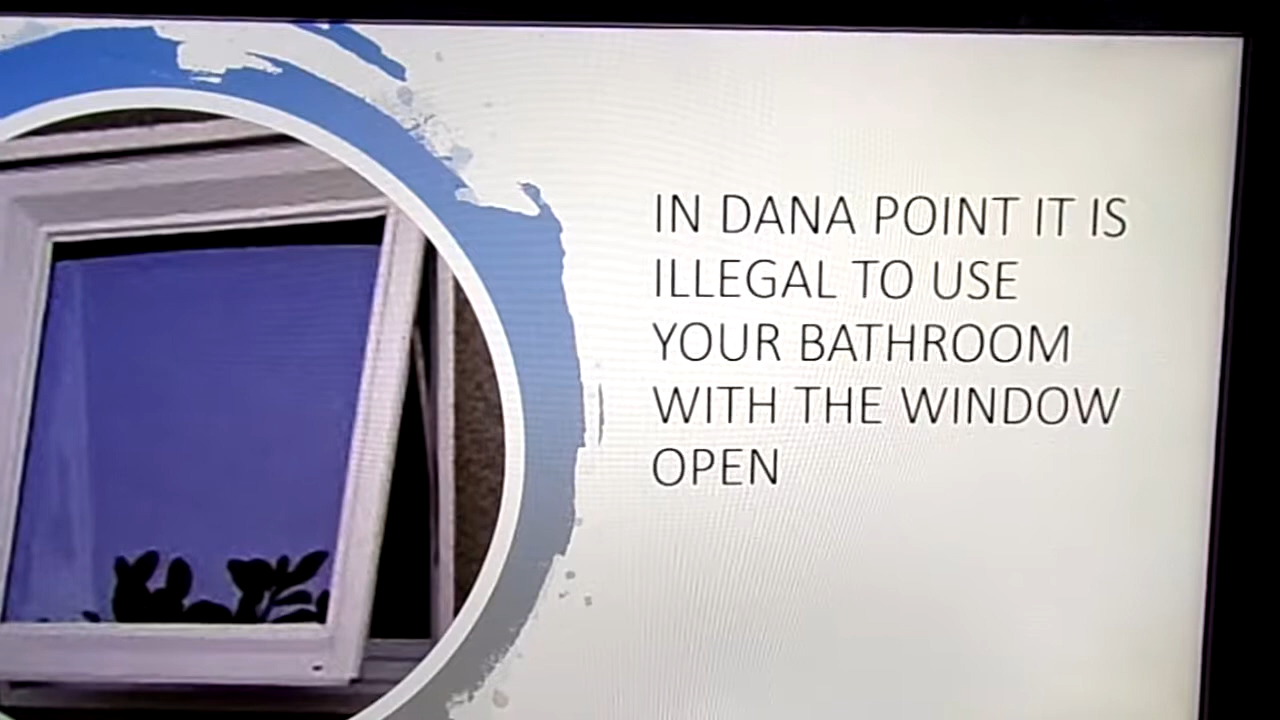 IN DANA POINT IT IS
ILLEGAL TO USE
YOUR BATHROOM
WITH THE WINDOW
OPEN